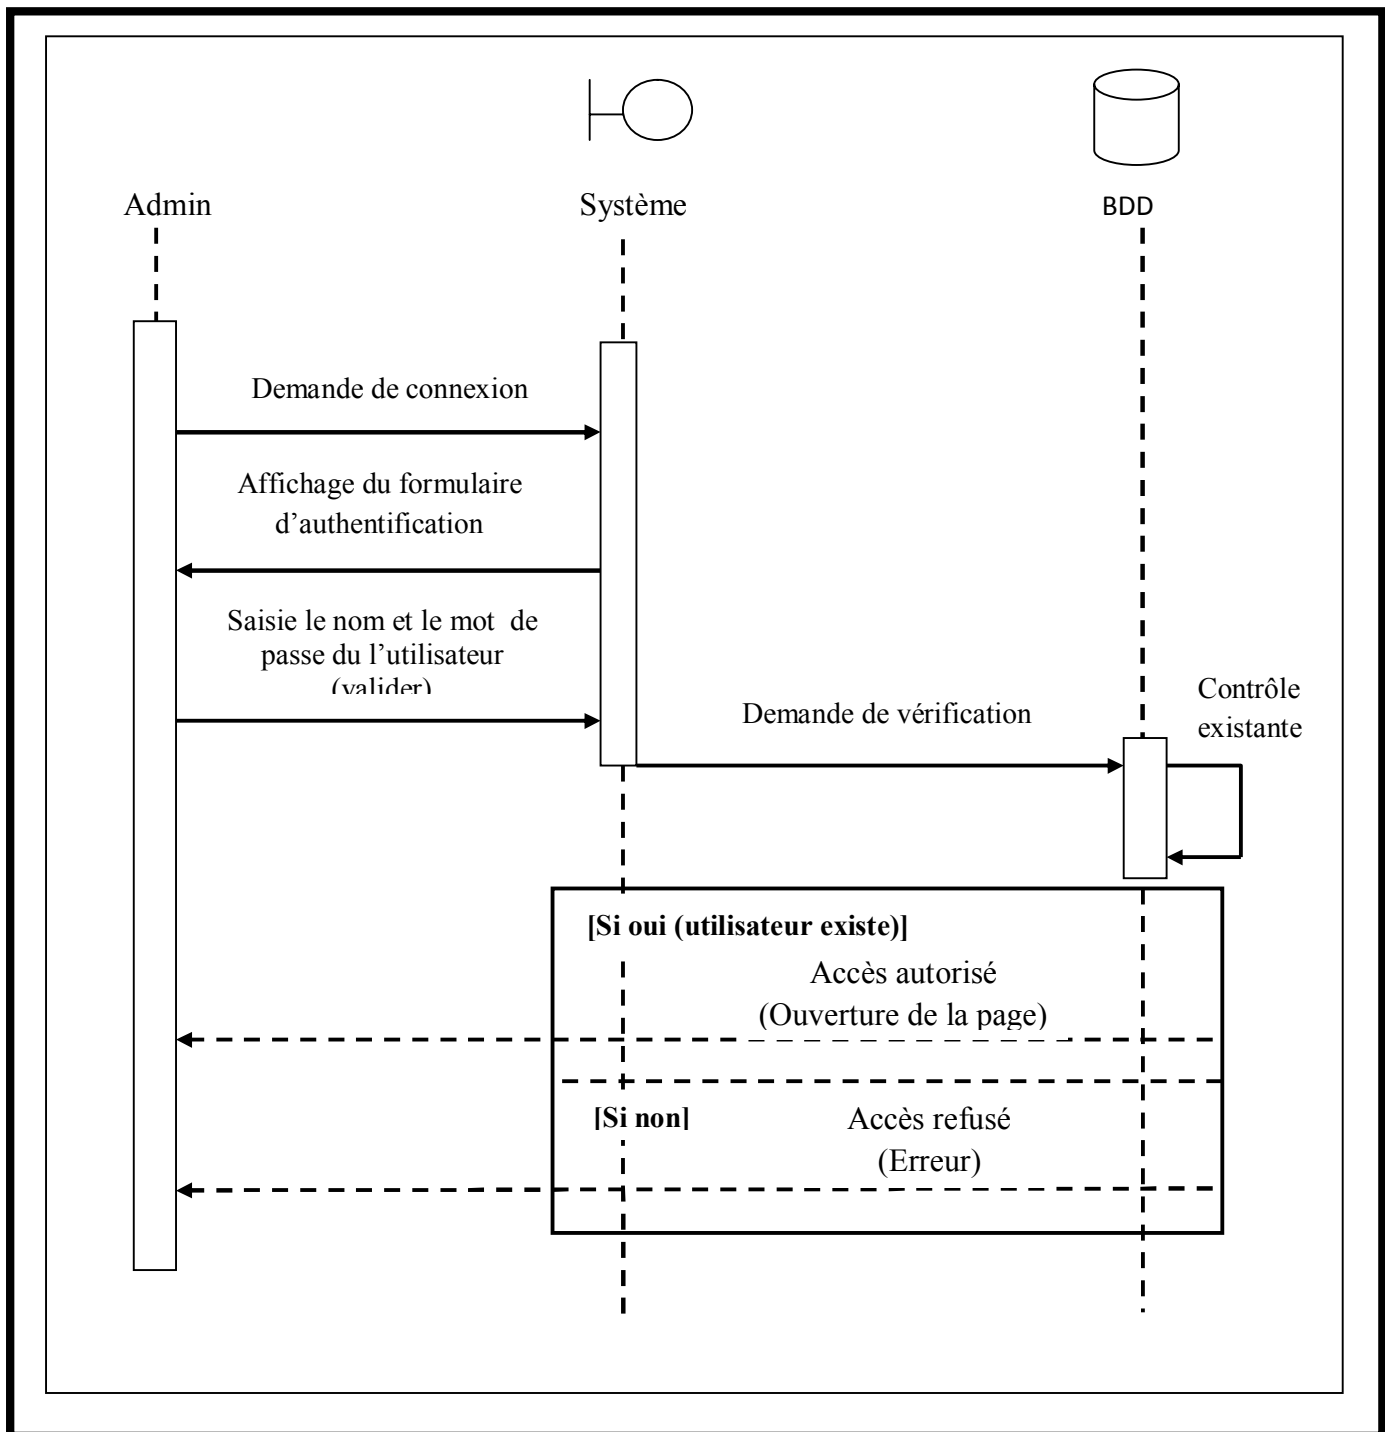 Admin
Système
BDD
Demande de connexion
Affichage du formulaire
d’authentification
Saisie le nom et le mot de
passe du l’utilisateur
(valider)
Demande de vérification
Contrôle
existante
[Si oui (utilisateur existe)]
Accès autorisé
(Ouverture de la page)
[Si non]
Accès refusé
(Erreur)